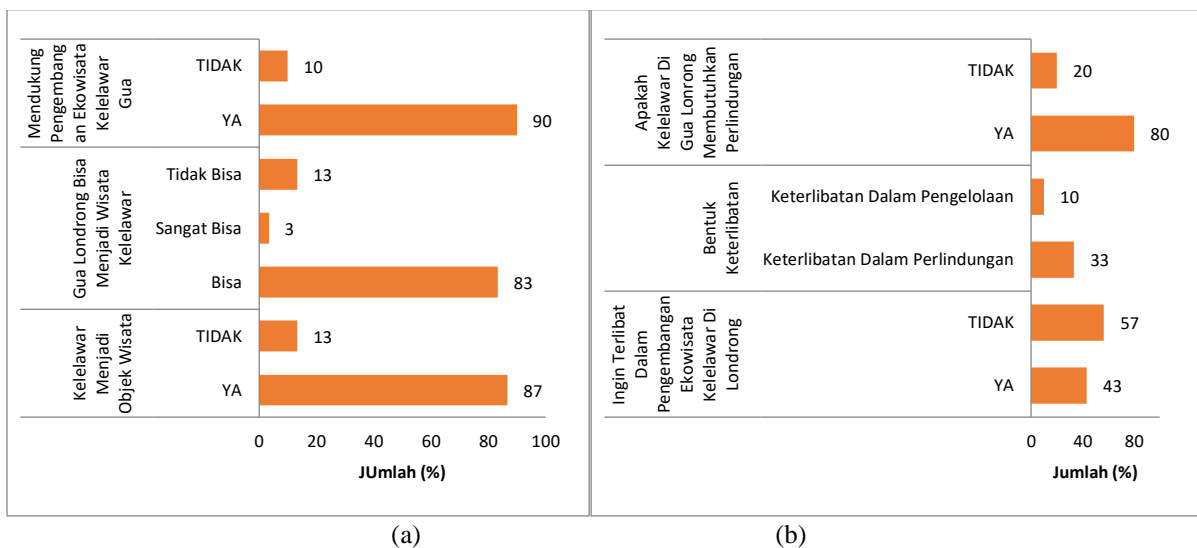 Mendukung
Pengembang
an Ekowisata
Kelelawar
Gua
TIDAK
10
YA
90
Gua Londrong Bisa
Menjadi Wisata
Kelelawar
Tidak Bisa
13
Sangat Bisa
3
Bisa
83
Kelelawar
Menjadi
Objek Wisata
TIDAK
13
YA
87
0 20 40 60 80 100
JUmlah (%)
(a)
Apakah
Kelelawar Di
Gua Lonrong
Membutuhkan
Perlindungan
TIDAK
20
YA
80
Bentuk
Keterlibatan
Keterlibatan Dalam Pengelolaan
10
Keterlibatan Dalam Perlindungan
33
Ingin Terlibat
Dalam
Pengembangan
Ekowisata
Kelelawar Di
Londrong
TIDAK
57
YA
43
0 40 80
Jumlah (%)
(b)